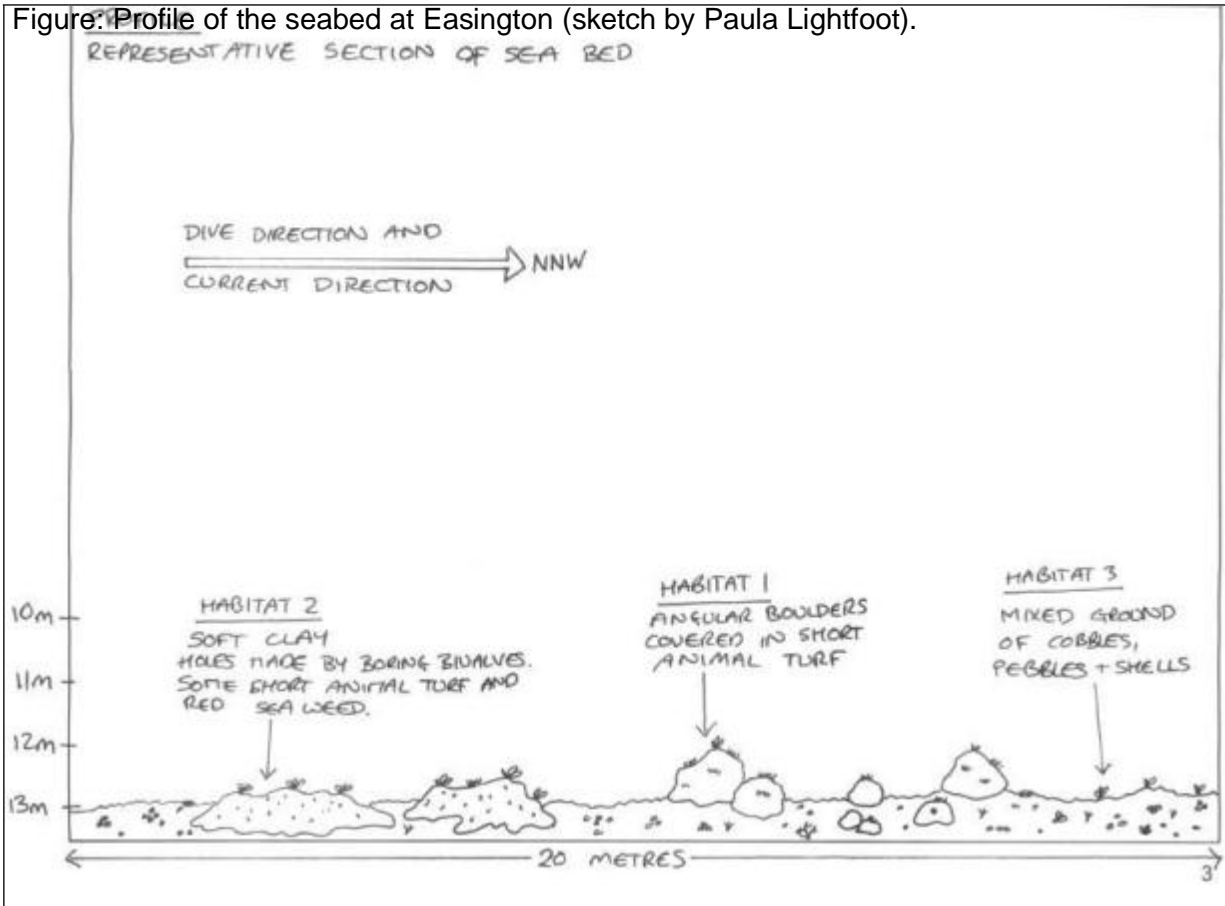 Figure: Profile of the seabed at Easington (sketch by Paula Lightfoot).
PROFILE
REPRESENTATIVE SECTION OF SEA BED
DIVE DIRECTION AND
NNW
CURRENT DIRECTION
HABITAT 2
SOFT CLAY
HOLES MADE BY BORING BIVALVES.
SOME SHORT ANIMAL TURF AND
RED SEA WEED.
HABITAT 1
ANGULAR BOULDERS
COVERED IN SHORT
ANIMAL TURF
HABITAT 3
MIXED GROUND
OF COBBLES,
PEBBLES + SHELLS
10m
11m
12m
13m
20 METRES
3